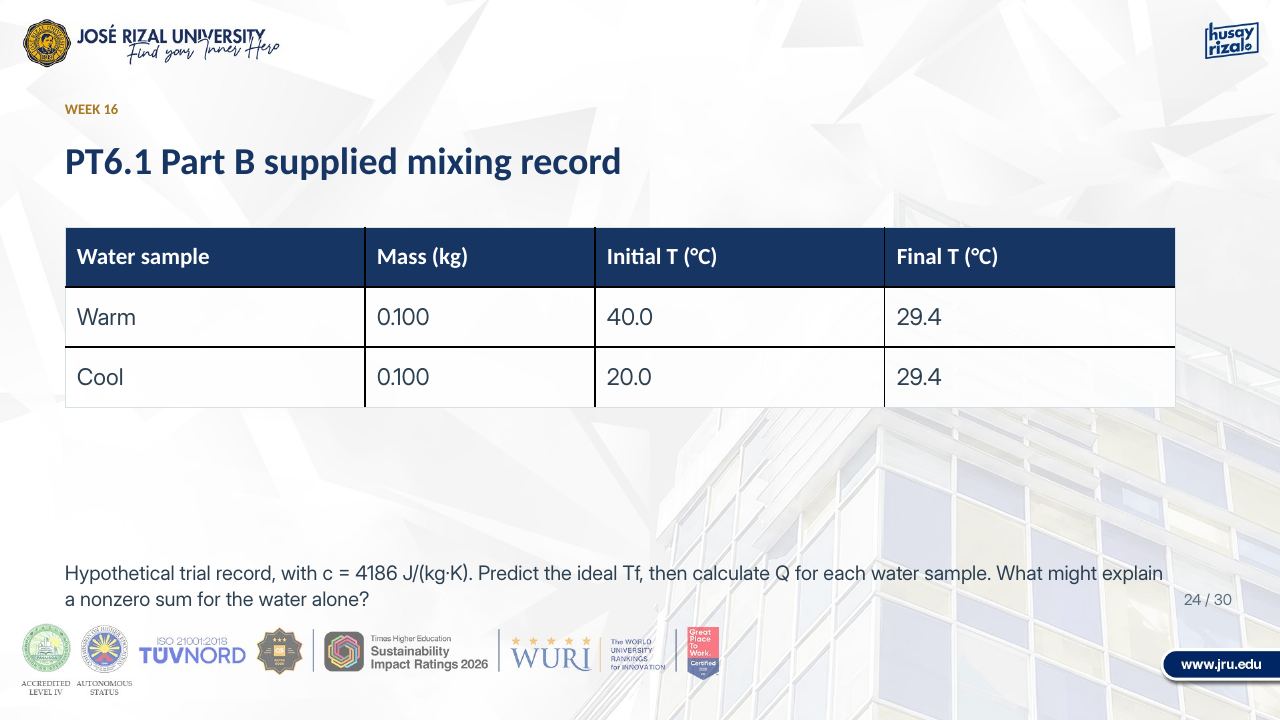 JOSÉ RIZAL UNIVERSITY
Find your Inner Hero
husay
rizal
WEEK 16
PT6.1 Part B supplied mixing record
Water sample Mass (kg) Initial T (°C) Final T (°C)
Warm 0.100 40.0 29.4
Cool 0.100 20.0 29.4
Hypothetical trial record, with c = 4186 J/(kg·K). Predict the ideal Tf, then calculate Q for each water sample. What might explain
a nonzero sum for the water alone?
24 / 30
ACCREDITED
LEVEL IV
AUTONOMOUS
STATUS
ISO 21001:2018
TÜVNORD
Times Higher Education
Sustainability
Impact Ratings 2026
WURI
The WORLD
UNIVERSITY
RANKINGS
for INNOVATION
Great
Place
To
Work.
Certified
www.jru.edu